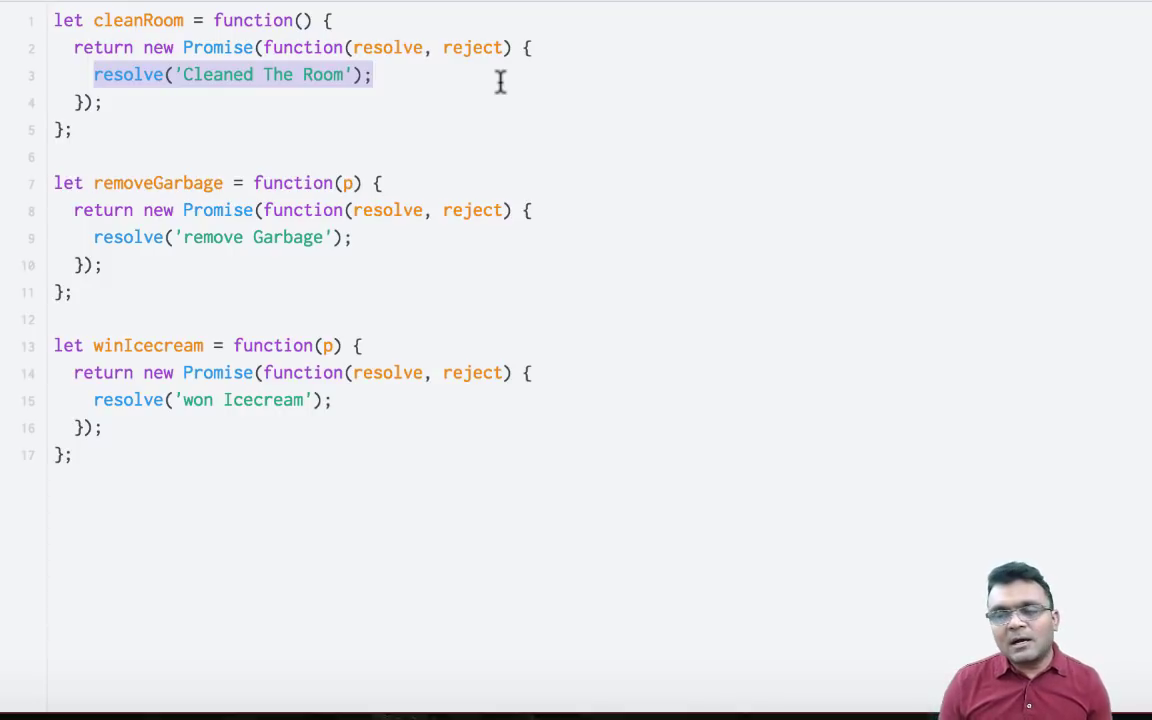 1 let cleanRoom = function() {
2 return new Promise(function(resolve, reject) {
3 resolve('Cleaned The Room');
4 });
5 };
6
7 let removeGarbage = function(p) {
8 return new Promise(function(resolve, reject) {
9 resolve('remove Garbage');
10 });
11 };
12
13 let winIcecream = function(p) {
14 return new Promise(function(resolve, reject) {
15 resolve('won Icecream');
16 });
17 };